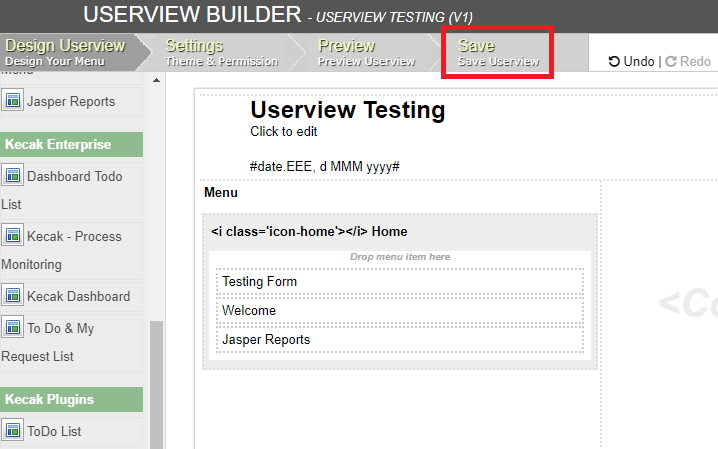 USERVIEW BUILDER - USERVIEW TESTING (V1)
Design Userview
Design Your Menu
Settings
Theme & Permission
Preview
Preview Userview
Save
Save Userview
Undo | Redo
Menu
Jasper Reports
Kecak Enterprise
Dashboard Todo
List
Kecak - Process
Monitoring
Kecak Dashboard
To Do & My
Request List
Kecak Plugins
ToDo List
Userview Testing
Click to edit
#date.EEE, d MMM yyyy#
Menu
<i class='icon-home'></i> Home
Drop menu item here
Testing Form
Welcome
Jasper Reports